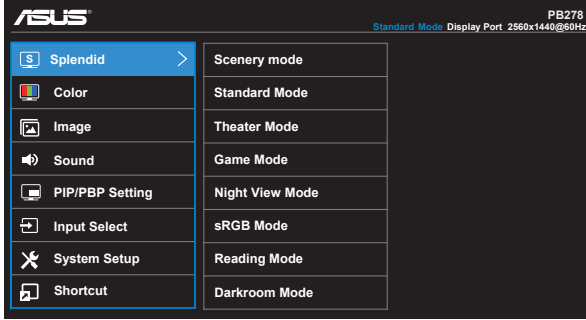 ASUS
PB278
Standard Mode Display Port 2560x1440@60Hz
S Splendid
Color
Image
Sound
PIP/PBP Setting
Input Select
System Setup
Shortcut
Scenery mode
Standard Mode
Theater Mode
Game Mode
Night View Mode
sRGB Mode
Reading Mode
Darkroom Mode